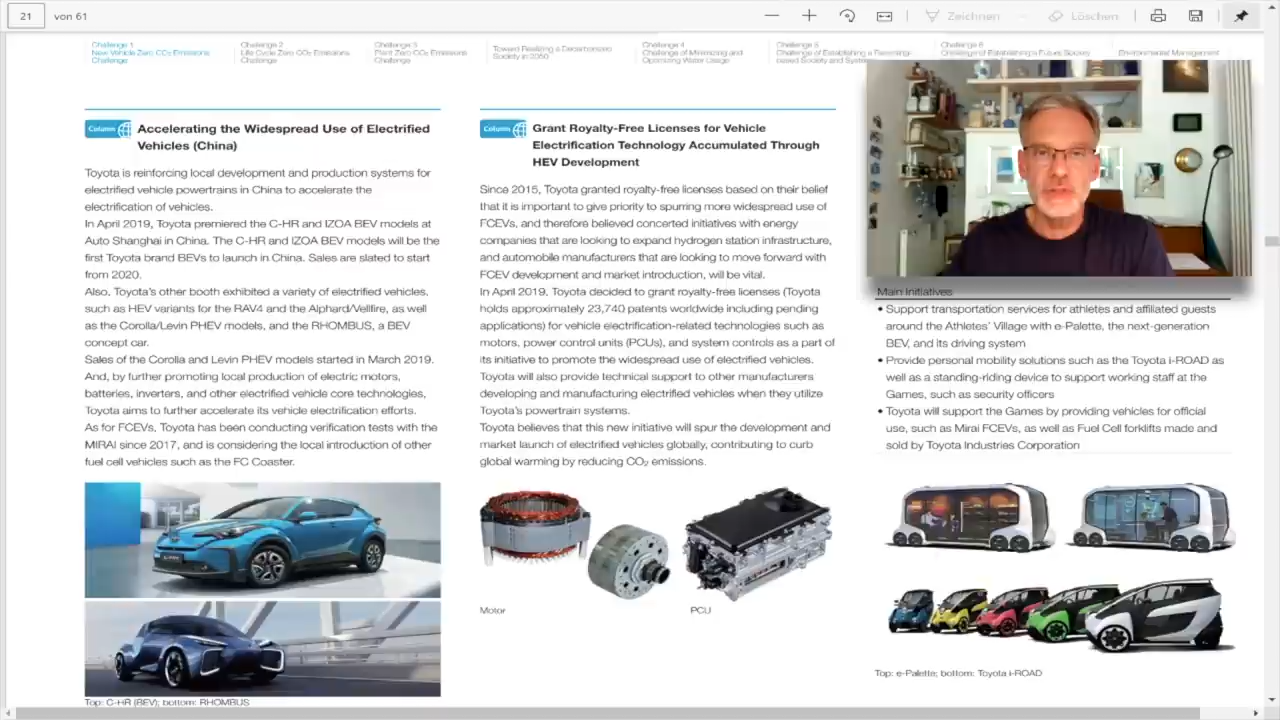 21
von 61
Zeichnen
Löschen
Challenge 1
New Vehicle Zero CO₂ Emissions
Challenge
Challenge 2
Life Cycle Zero CO₂ Emissions
Challenge
Challenge 3
Plant Zero CO₂ Emissions
Challenge
Toward Realizing a Decarbonized
Society in 2050
Challenge 4
Challenge of Minimizing and
Optimizing Water Usage
Challenge 5
Challenge of Establishing a Recycling-
based Society and Systems
Challenge 6
Challenge of Establishing a Future Society
Environmental Management
Column
Accelerating the Widespread Use of Electrified
Vehicles (China)
Toyota is reinforcing local development and production systems for
electrified vehicle powertrains in China to accelerate the
electrification of vehicles.
In April 2019, Toyota premiered the C-HR and IZOA BEV models at
Auto Shanghai in China. The C-HR and IZOA BEV models will be the
first Toyota brand BEVs to launch in China. Sales are slated to start
from 2020.
Also, Toyota's other booth exhibited a variety of electrified vehicles,
such as HEV variants for the RAV4 and the Alphard/Vellfire, as well
as the Corolla/Levin PHEV models, and the RHOMBUS, a BEV
concept car.
Sales of the Corolla and Levin PHEV models started in March 2019.
And, by further promoting local production of electric motors,
batteries, inverters, and other electrified vehicle core technologies,
Toyota aims to further accelerate its vehicle electrification efforts.
As for FCEVs, Toyota has been conducting verification tests with the
MIRAI since 2017, and is considering the local introduction of other
fuel cell vehicles such as the FC Coaster.
Top: C-HR (BEV); bottom: RHOMBUS
Column
Grant Royalty-Free Licenses for Vehicle
Electrification Technology Accumulated Through
HEV Development
Since 2015, Toyota granted royalty-free licenses based on their belief
that it is important to give priority to spurring more widespread use of
FCEVs, and therefore believed concerted initiatives with energy
companies that are looking to expand hydrogen station infrastructure,
and automobile manufacturers that are looking to move forward with
FCEV development and market introduction, will be vital.
In April 2019, Toyota decided to grant royalty-free licenses (Toyota
holds approximately 23,740 patents worldwide including pending
applications) for vehicle electrification-related technologies such as
motors, power control units (PCUs), and system controls as a part of
its initiative to promote the widespread use of electrified vehicles.
Toyota will also provide technical support to other manufacturers
developing and manufacturing electrified vehicles when they utilize
Toyota's powertrain systems.
Toyota believes that this new initiative will spur the development and
market launch of electrified vehicles globally, contributing to curb
global warming by reducing CO₂ emissions.
Motor
PCU
Main Initiatives
• Support transportation services for athletes and affiliated guests
around the Athletes' Village with e-Palette, the next-generation
BEV, and its driving system
• Provide personal mobility solutions such as the Toyota i-ROAD as
well as a standing-riding device to support working staff at the
Games, such as security officers
• Toyota will support the Games by providing vehicles for official
use, such as Mirai FCEVs, as well as Fuel Cell forklifts made and
sold by Toyota Industries Corporation
Top: e-Palette; bottom: Toyota i-ROAD